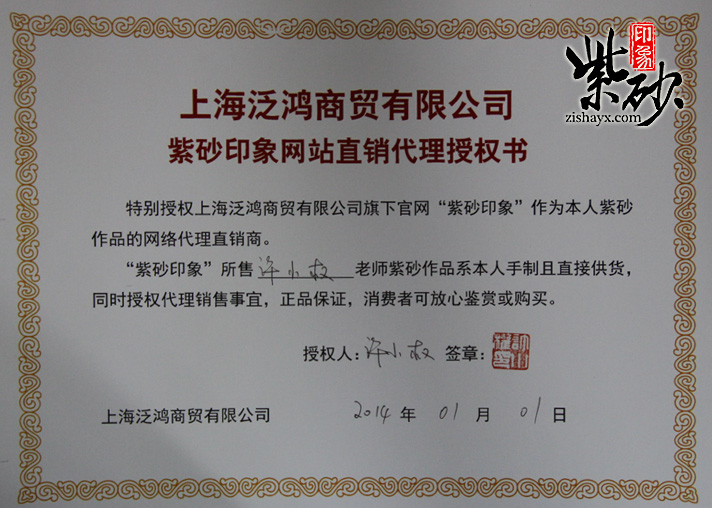 印象
紫砂
zishayx.com
上海泛鸿商贸有限公司
紫砂印象网站直销代理授权书
特别授权上海泛鸿商贸有限公司旗下官网“紫砂印象”作为本人紫砂
作品的网络代理直销商。
“紫砂印象”所售 许小枚 老师紫砂作品系本人手制且直接供货，
同时授权代理销售事宜，正品保证，消费者可放心鉴赏或购买。
授权人：许小枚 签章：
上海泛鸿商贸有限公司 2014 年 01 月 01 日